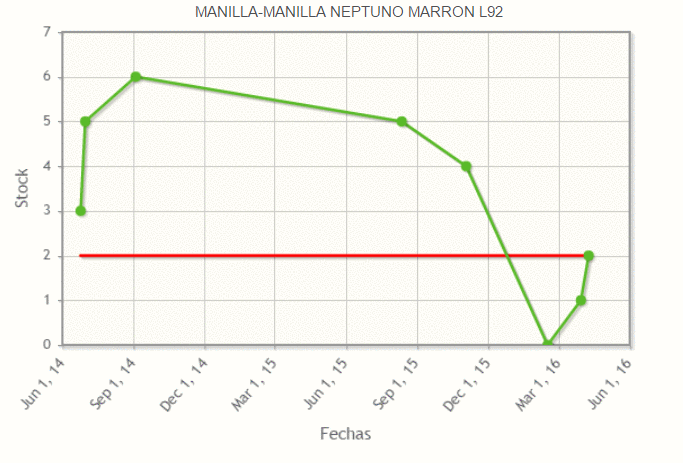 MANILLA-MANILLA NEPTUNO MARRON L92
7
6
5
4
3
2
1
0
Stock
Jun 1, 14
Sep 1, 14
Dec 1, 14
Mar 1, 15
Jun 1, 15
Sep 1, 15
Dec 1, 15
Mar 1, 16
Jun 1, 16
Fechas